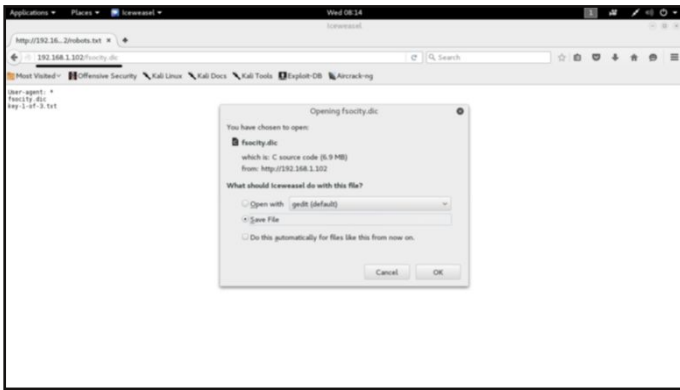 Applications Places Iceweasel Wed 08:14 1
Iceweasel
http://192.16...2/robots.txt
192.168.1.102/fsocity.dic Search
Most Visited Offensive Security Kali Linux Kali Docs Kali Tools Exploit-DB Aircrack-ng
User-agent: *
fsocity.dic
key-1-of-3.txt
Opening fsocity.dic
You have chosen to open:
fsocity.dic
which is: C source code (6.9 MB)
from: http://192.168.1.102
What should Iceweasel do with this file?
Open with gedit (default)
Save File
Do this automatically for files like this from now on.
Cancel OK